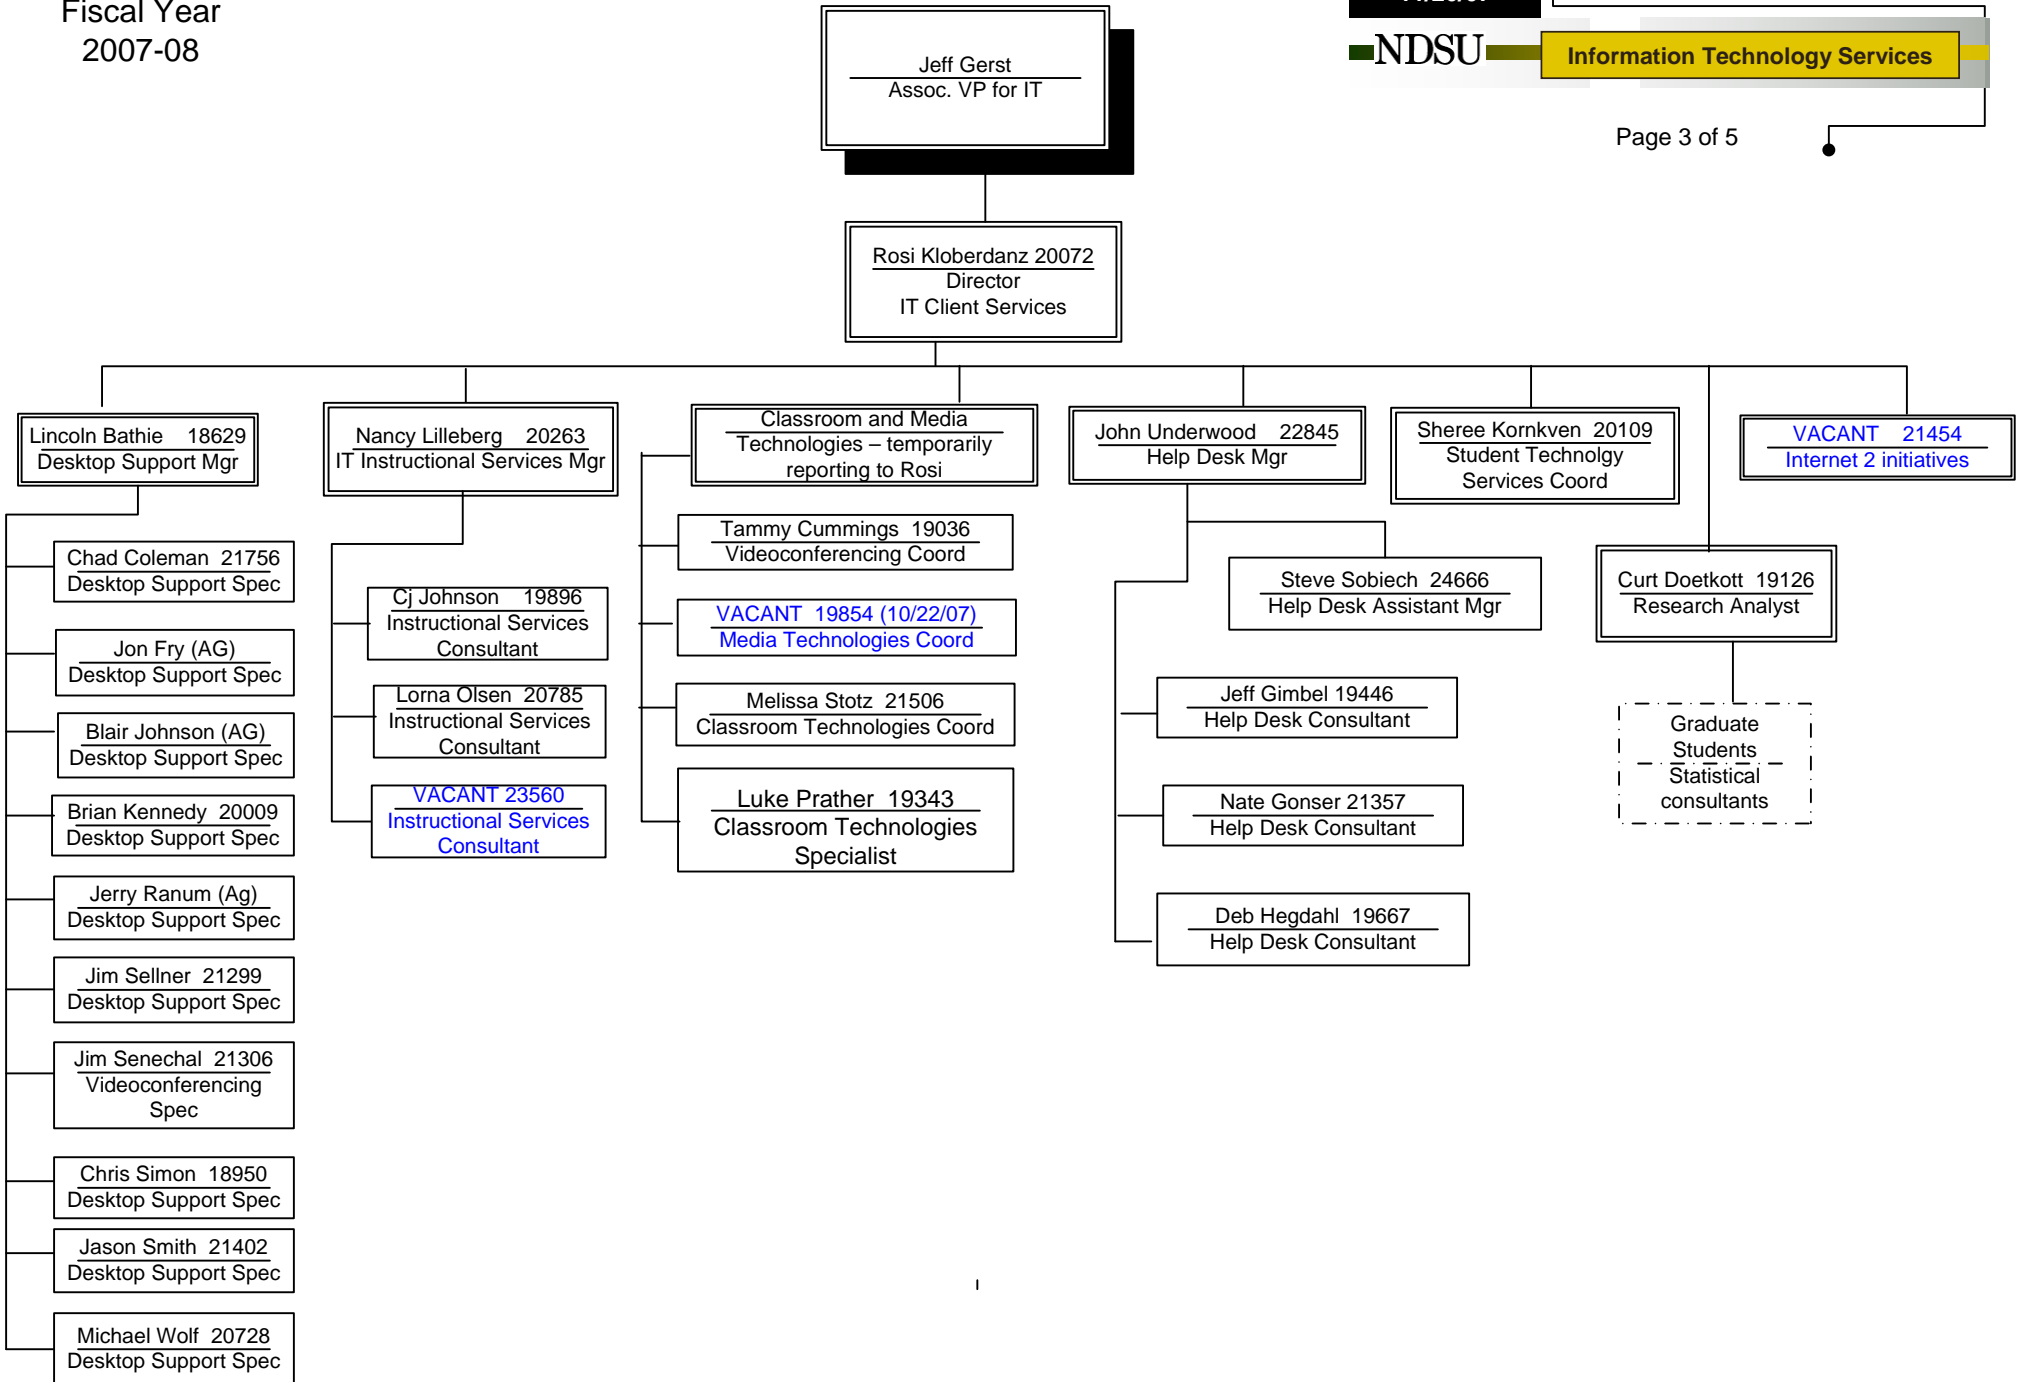 Fiscal Year
2007-08
NDSU
Information Technology Services
Page 3 of 5
Jeff Gerst
Assoc. VP for IT
Rosi Kloberdanz 20072
Director
IT Client Services
Lincoln Bathie 18629
Desktop Support Mgr
Chad Coleman 21756
Desktop Support Spec
Jon Fry (AG)
Desktop Support Spec
Blair Johnson (AG)
Desktop Support Spec
Brian Kennedy 20009
Desktop Support Spec
Jerry Ranum (Ag)
Desktop Support Spec
Jim Sellner 21299
Desktop Support Spec
Jim Senechal 21306
Videoconferencing
Spec
Chris Simon 18950
Desktop Support Spec
Jason Smith 21402
Desktop Support Spec
Michael Wolf 20728
Desktop Support Spec
Nancy Lilleberg 20263
IT Instructional Services Mgr
Cj Johnson 19896
Instructional Services
Consultant
Lorna Olsen 20785
Instructional Services
Consultant
VACANT 23560
Instructional Services
Consultant
Classroom and Media
Technologies – temporarily
reporting to Rosi
Tammy Cummings 19036
Videoconferencing Coord
VACANT 19854 (10/22/07)
Media Technologies Coord
Melissa Stotz 21506
Classroom Technologies Coord
Luke Prather 19343
Classroom Technologies
Specialist
John Underwood 22845
Help Desk Mgr
Steve Sobiech 24666
Help Desk Assistant Mgr
Jeff Gimbel 19446
Help Desk Consultant
Nate Gonser 21357
Help Desk Consultant
Deb Hegdahl 19667
Help Desk Consultant
Sheree Kornkven 20109
Student Technolgy
Services Coord
Curt Doetkott 19126
Research Analyst
Graduate
Students
Statistical
consultants
VACANT 21454
Internet 2 initiatives